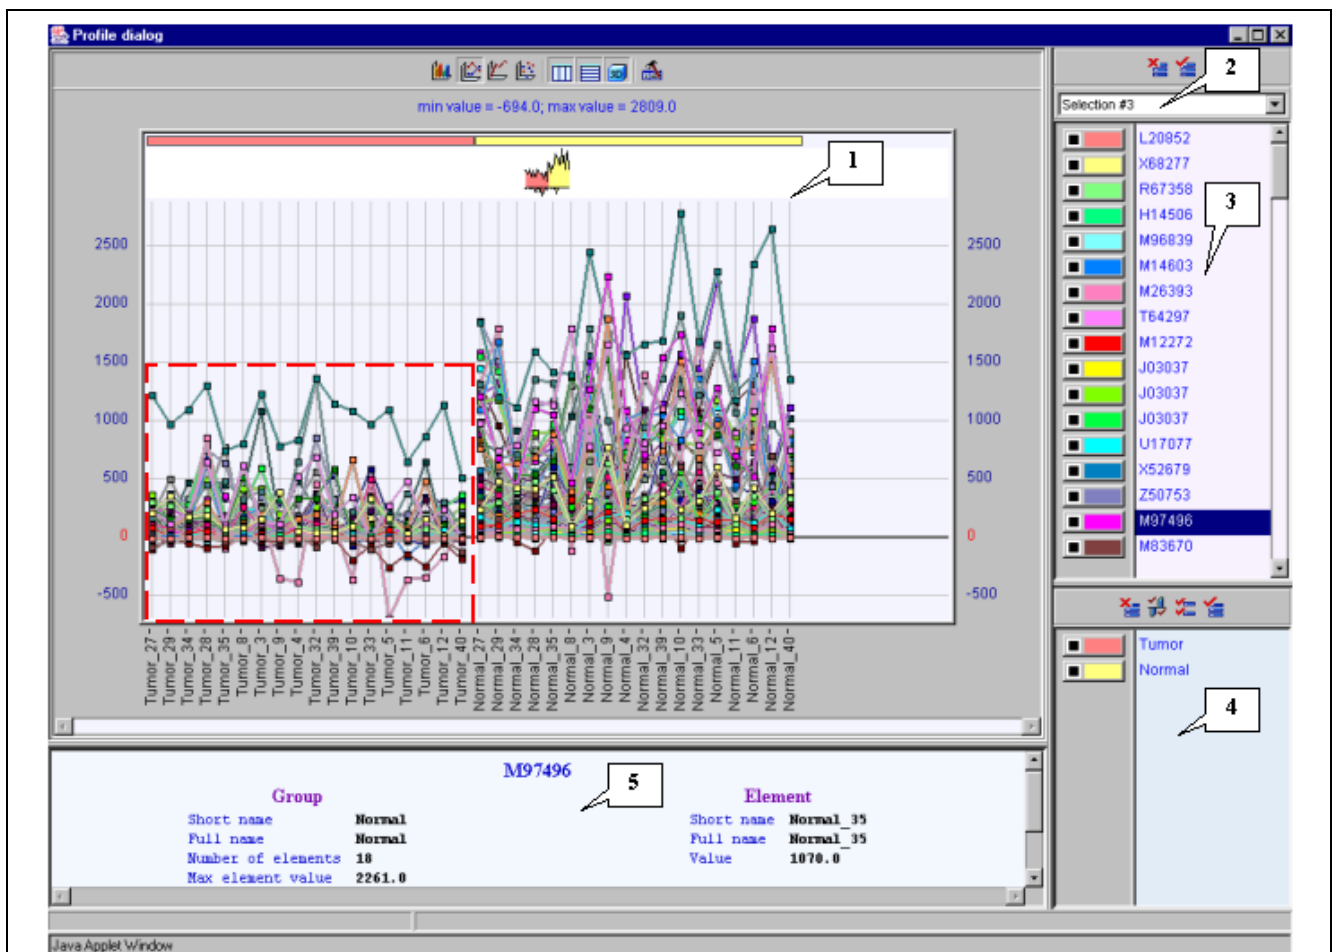 Profile dialog
min value = -694.0; max value = 2809.0
1
2500
2000
1500
1000
500
0
-500
2500
2000
1500
1000
500
0
-500
Tumor_27
Tumor_29
Tumor_34
Tumor_28
Tumor_35
Tumor_8
Tumor_3
Tumor_9
Tumor_4
Tumor_32
Tumor_39
Tumor_10
Tumor_33
Tumor_5
Tumor_11
Tumor_6
Tumor_12
Tumor_40
Normal_27
Normal_29
Normal_34
Normal_28
Normal_35
Normal_8
Normal_3
Normal_9
Normal_4
Normal_32
Normal_39
Normal_10
Normal_33
Normal_5
Normal_11
Normal_6
Normal_12
Normal_40
2
Selection #3
L20852
X68277
R67358
H14506
M96839
M14603
M26393
T64297
M12272
J03037
J03037
J03037
U17077
X52679
Z50753
M97496
M83670
3
Tumor
Normal
4
M97496
5
Group
Short name Normal
Full name Normal
Number of elements 18
Max element value 2261.0
Element
Short name Normal_35
Full name Normal_35
Value 1070.0
Java Applet Window